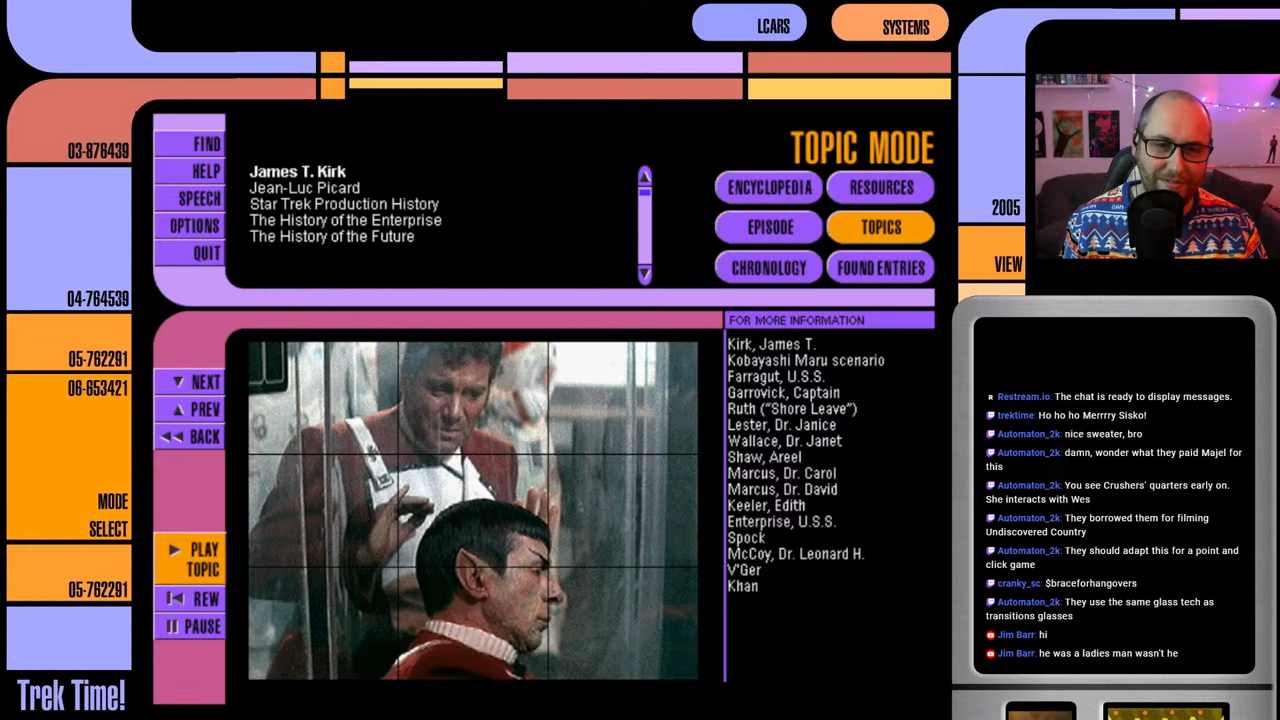 LCARS
SYSTEMS
03-876439
04-764539
05-762291
06-653421
MODE
SELECT
05-762291
Trek Time!
FIND
HELP
SPEECH
OPTIONS
QUIT
James T. Kirk
Jean-Luc Picard
Star Trek Production History
The History of the Enterprise
The History of the Future
TOPIC MODE
ENCYCLOPEDIA
RESOURCES
EPISODE
TOPICS
CHRONOLOGY
FOUND ENTRIES
NEXT
PREV
BACK
PLAY
TOPIC
REW
PAUSE
FOR MORE INFORMATION
Kirk, James T.
Kobayashi Maru scenario
Farragut, U.S.S.
Garrovick, Captain
Ruth (“Shore Leave”)
Lester, Dr. Janice
Wallace, Dr. Janet
Shaw, Areel
Marcus, Dr. Carol
Marcus, Dr. David
Keeler, Edith
Enterprise, U.S.S.
Spock
McCoy, Dr. Leonard H.
V'Ger
Khan
2005
VIEW
Restream.io: The chat is ready to display messages.
trektime: Ho ho ho Merrrry Sisko!
Automaton_2k: nice sweater, bro
Automaton_2k: damn, wonder what they paid Majel for
this
Automaton_2k: You see Crushers' quarters early on.
She interacts with Wes
Automaton_2k: They borrowed them for filming
Undiscovered Country
Automaton_2k: They should adapt this for a point and
click game
cranky_sc: $braceforhangovers
Automaton_2k: They use the same glass tech as
transitions glasses
Jim Barr: hi
Jim Barr: he was a ladies man wasn't he